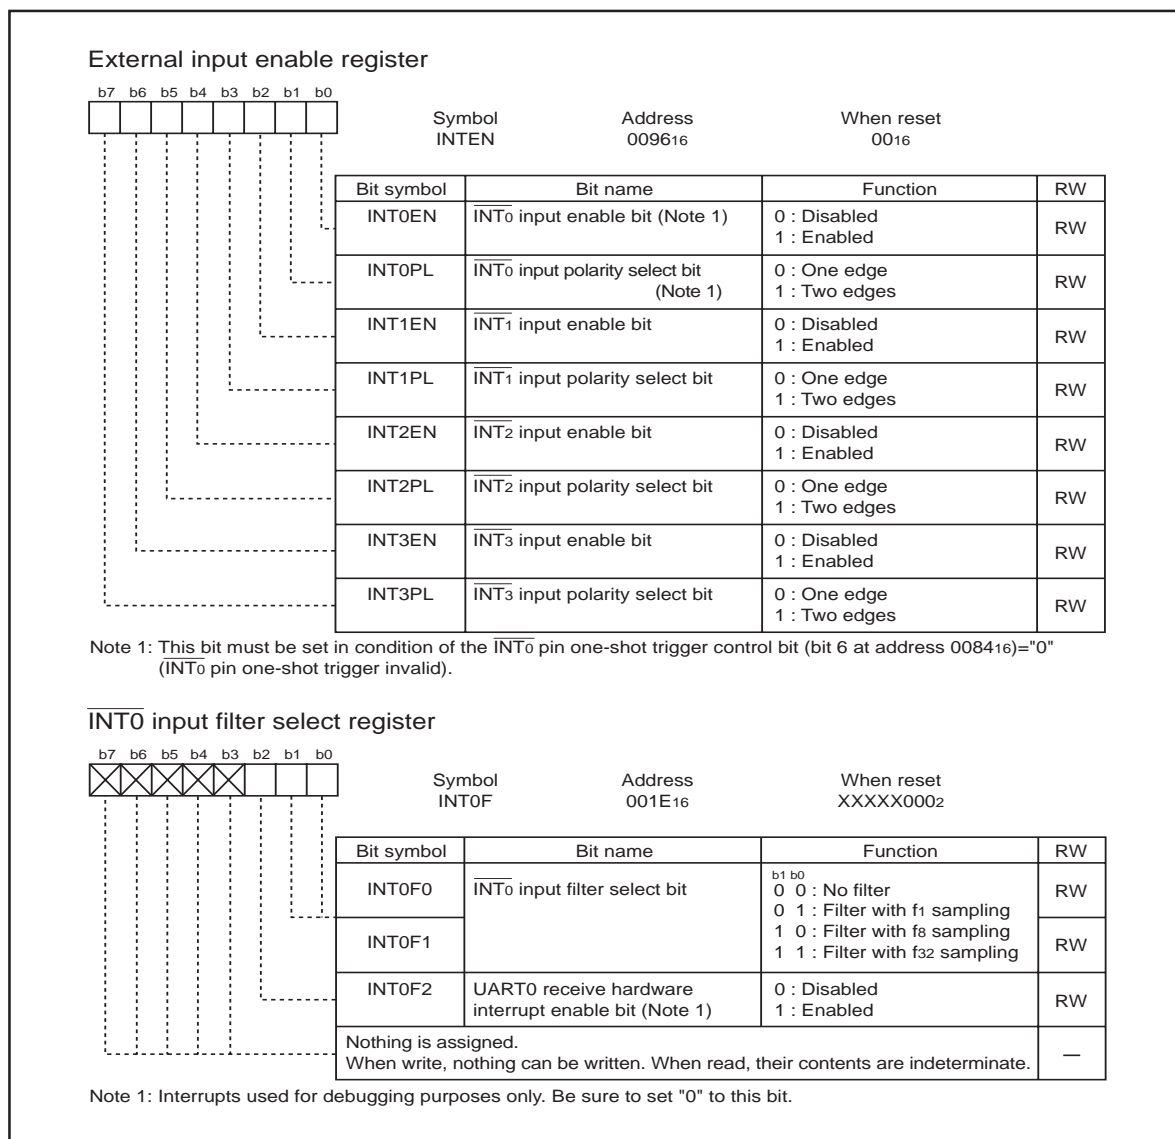 External input enable register
b7 b6 b5 b4 b3 b2 b1 b0
Symbol Address When reset
INTEN 009616 0016
Bit symbol Bit name Function RW
INT0EN INT0 input enable bit (Note 1) 0 : Disabled
1 : Enabled RW
INT0PL INT0 input polarity select bit 0 : One edge
(Note 1) 1 : Two edges RW
INT1EN INT1 input enable bit 0 : Disabled
1 : Enabled RW
INT1PL INT1 input polarity select bit 0 : One edge
1 : Two edges RW
INT2EN INT2 input enable bit 0 : Disabled
1 : Enabled RW
INT2PL INT2 input polarity select bit 0 : One edge
1 : Two edges RW
INT3EN INT3 input enable bit 0 : Disabled
1 : Enabled RW
INT3PL INT3 input polarity select bit 0 : One edge
1 : Two edges RW
Note 1: This bit must be set in condition of the INT0 pin one-shot trigger control bit (bit 6 at address 008416)="0"
(INT0 pin one-shot trigger invalid).
INT0 input filter select register
b7 b6 b5 b4 b3 b2 b1 b0
Symbol Address When reset
INT0F 001E16 XXXXX0002
Bit symbol Bit name Function RW
b1 b0
INT0F0 INT0 input filter select bit 0 0 : No filter RW
0 1 : Filter with f1 sampling
INT0F1 1 0 : Filter with f8 sampling RW
1 1 : Filter with f32 sampling
INT0F2 UART0 receive hardware 0 : Disabled
interrupt enable bit (Note 1) 1 : Enabled RW
Nothing is assigned.
When write, nothing can be written. When read, their contents are indeterminate. —
Note 1: Interrupts used for debugging purposes only. Be sure to set "0" to this bit.